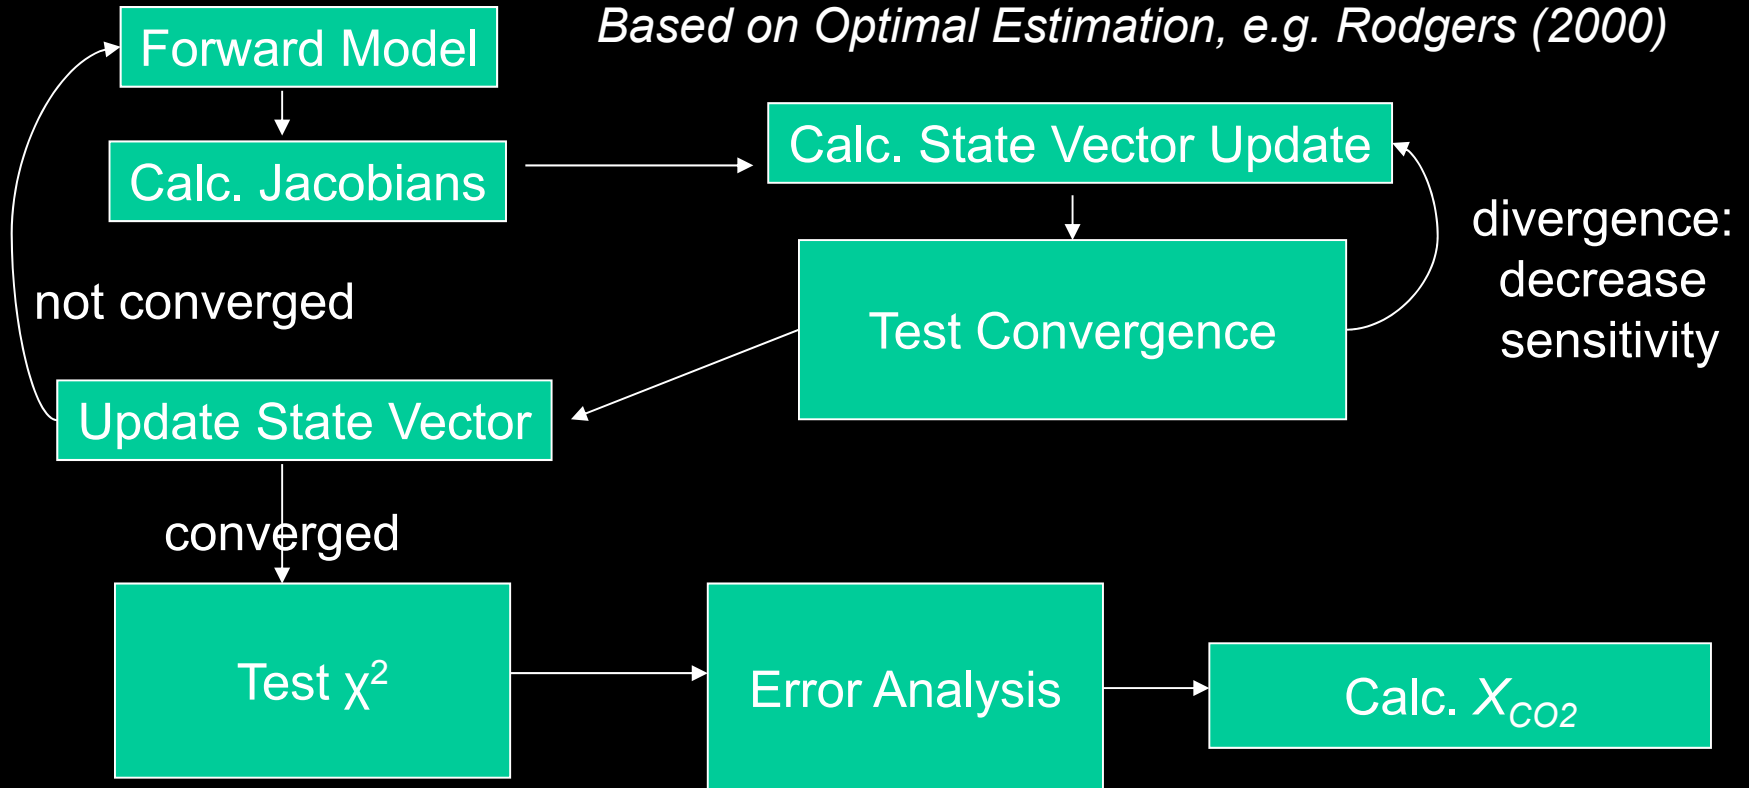 Based on Optimal Estimation, e.g. Rodgers (2000)
Forward Model
Calc. Jacobians
Calc. State Vector Update
divergence:
decrease
sensitivity
Test Convergence
not converged
Update State Vector
converged
Test χ²
Error Analysis
Calc. X_CO2